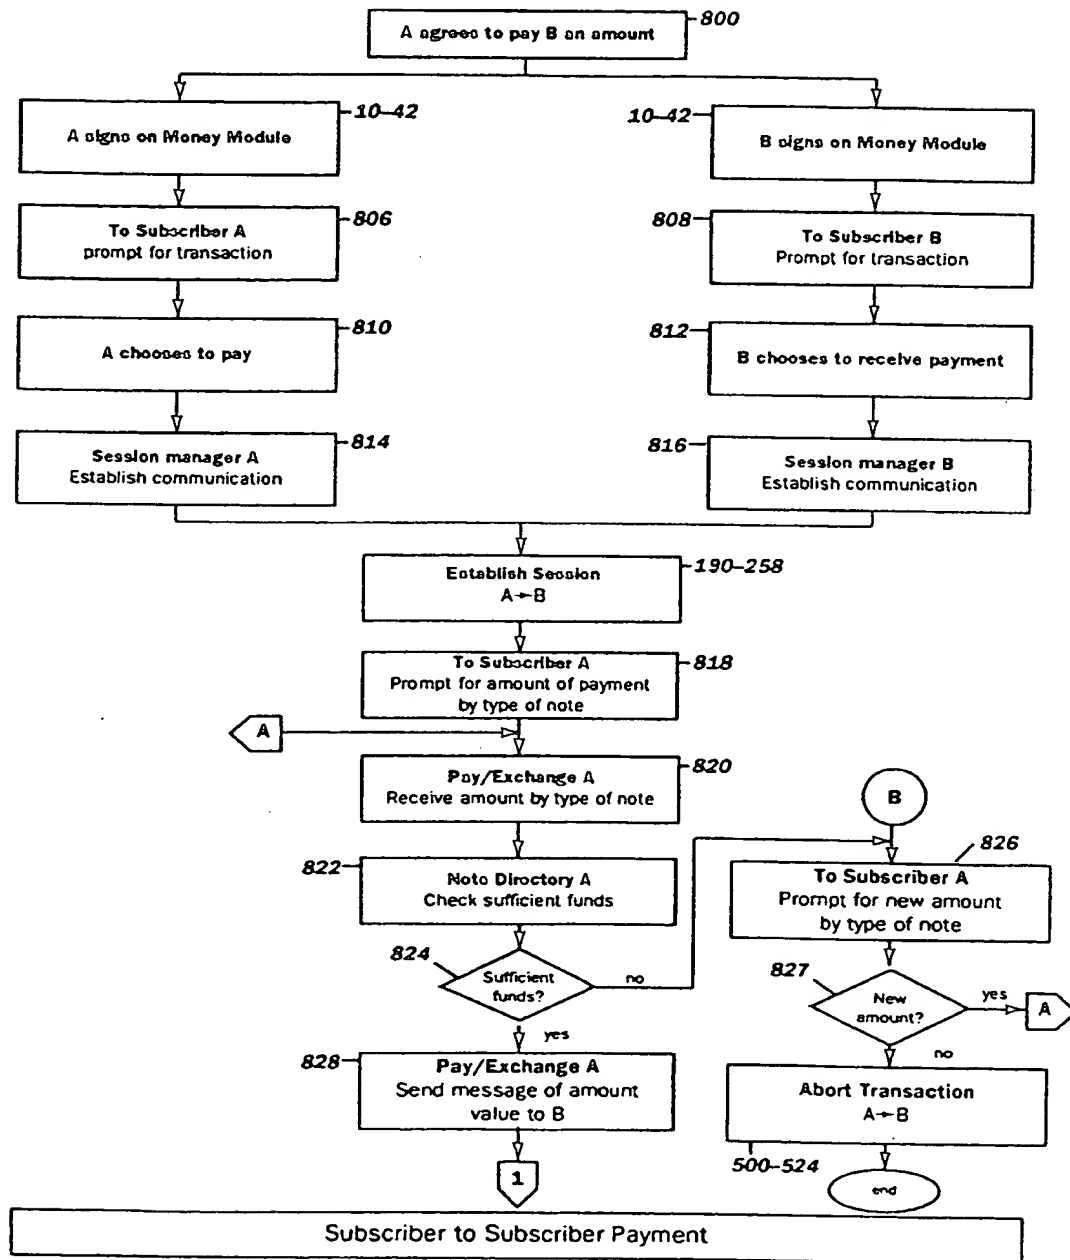 A agrees to pay B an amount
800
A signs on Money Module
10-42
10-42
B signs on Money Module
To Subscriber A
prompt for transaction
806
808
To Subscriber B
Prompt for transaction
A chooses to pay
810
812
B chooses to receive payment
Session manager A
Establish communication
814
816
Session manager B
Establish communication
Establish Session
A→B
190-258
To Subscriber A
Prompt for amount of payment
by type of note
818
A
Pay/Exchange A
Receive amount by type of note
820
B
822
Note Directory A
Check sufficient funds
826
To Subscriber A
Prompt for new amount
by type of note
824
Sufficient
funds?
no
yes
827
New
amount?
yes
A
no
828
Pay/Exchange A
Send message of amount
value to B
Abort Transaction
A→B
500-524
1
end
Subscriber to Subscriber Payment